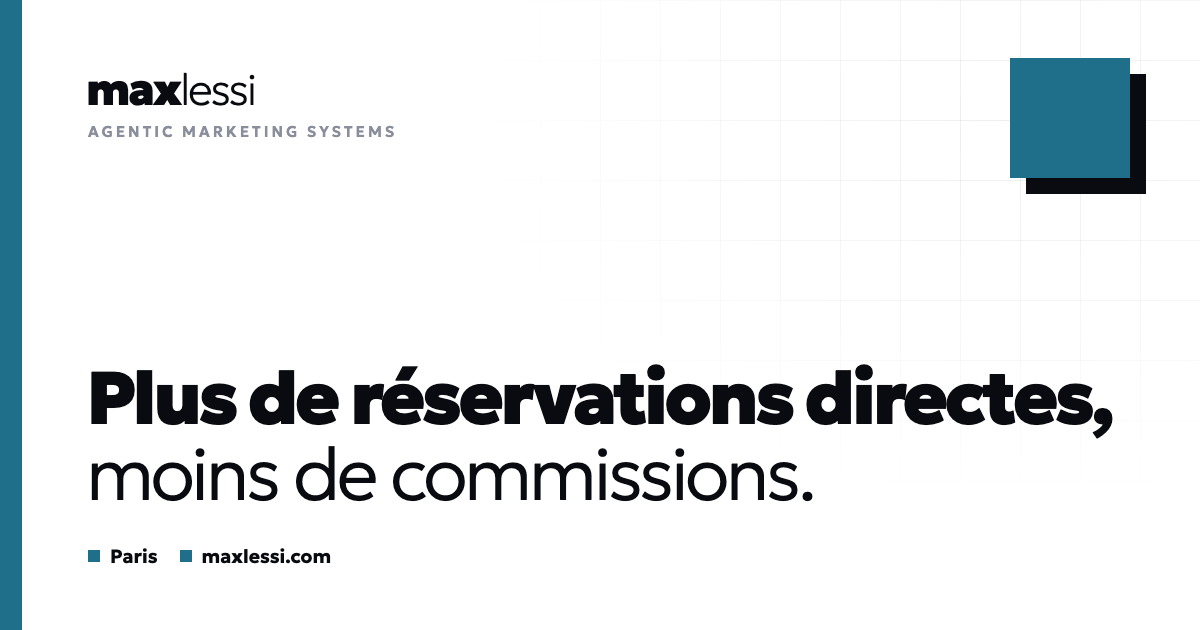 maxlessi
AGENTIC MARKETING SYSTEMS
Plus de réservations directes,
moins de commissions.
Paris maxlessi.com